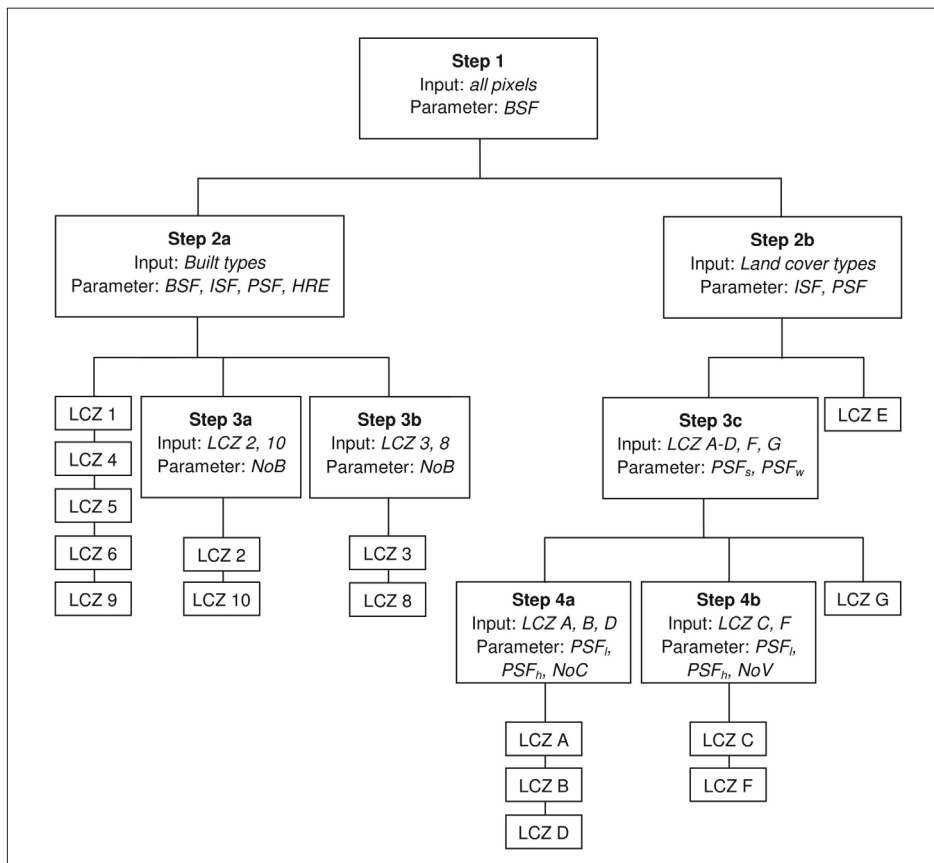 Step 1
Input: all pixels
Parameter: BSF
Step 2a
Input: Built types
Parameter: BSF, ISF, PSF, HRE
Step 2b
Input: Land cover types
Parameter: ISF, PSF
LCZ 1
LCZ 4
LCZ 5
LCZ 6
LCZ 9
Step 3a
Input: LCZ 2, 10
Parameter: NoB
LCZ 2
LCZ 10
Step 3b
Input: LCZ 3, 8
Parameter: NoB
LCZ 3
LCZ 8
Step 3c
Input: LCZ A-D, F, G
Parameter: PSFs, PSFw
LCZ E
Step 4a
Input: LCZ A, B, D
Parameter: PSFl,
PSFh, NoC
LCZ A
LCZ B
LCZ D
Step 4b
Input: LCZ C, F
Parameter: PSFl,
PSFh, NoV
LCZ C
LCZ F
LCZ G